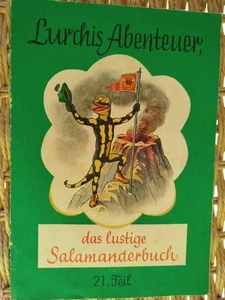 Lurchis Abenteuer,
das lustige
Salamanderbuch
21. Teil